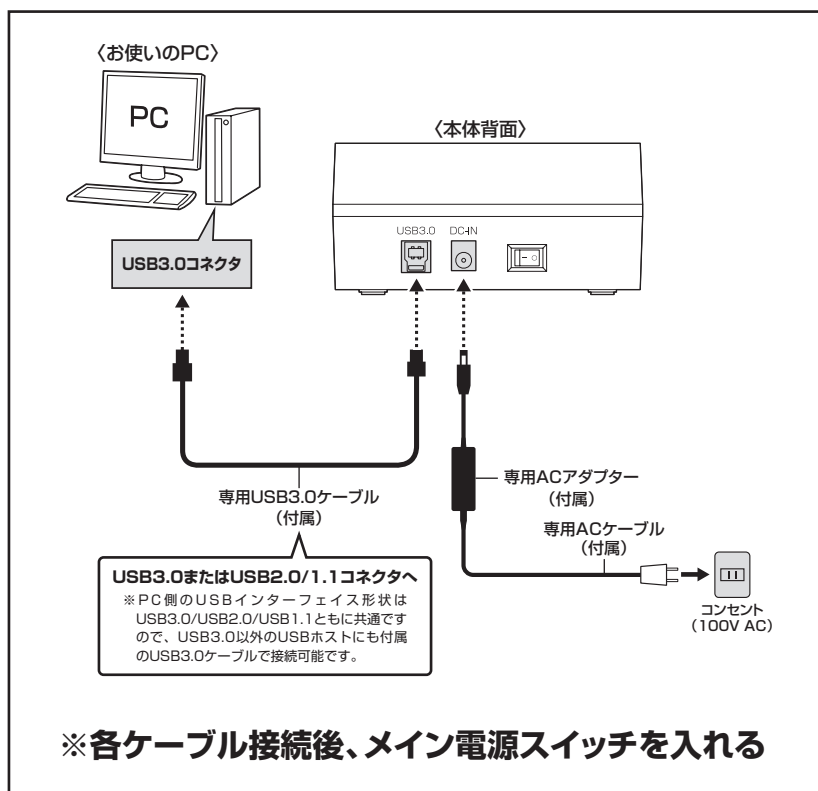 〈お使いのPC〉
PC
USB3.0コネクタ
〈本体背面〉
USB3.0 DC-IN
専用USB3.0ケーブル
(付属)
USB3.0またはUSB2.0/1.1コネクタへ
※PC側のUSBインターフェイス形状は
USB3.0/USB2.0/USB1.1ともに共通です
ので、USB3.0以外のUSBホストにも付属
のUSB3.0ケーブルで接続可能です。
専用ACアダプター
(付属)
専用ACケーブル
(付属)
コンセント
(100V AC)
※各ケーブル接続後、メイン電源スイッチを入れる